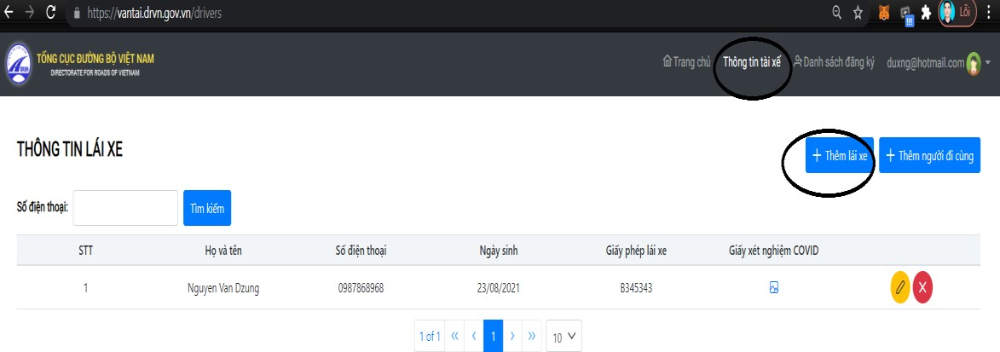 https://vantai.drvn.gov.vn/drivers
Lỗi
TỔNG CỤC ĐƯỜNG BỘ VIỆT NAM
DIRECTORATE FOR ROADS OF VIETNAM
Trang chủ Thông tin tài xế Danh sách đăng ký duxng@hotmail.com
THÔNG TIN LÁI XE
+ Thêm lái xe + Thêm người đi cùng
Số điện thoại: Tìm kiếm
STT Họ và tên Số điện thoại Ngày sinh Giấy phép lái xe Giấy xét nghiệm COVID
1 Nguyen Van Dzung 0987868968 23/08/2021 B345343
1 of 1 « ‹ 1 › » 10